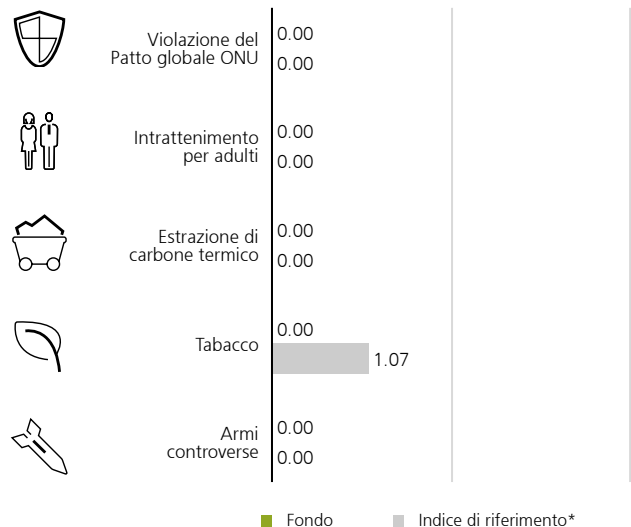 Violazione del
Patto globale ONU
0.00
0.00
Intrattenimento
per adulti
0.00
0.00
Estrazione di
carbone termico
0.00
0.00
Tabacco
0.00
1.07
Armi
controverse
0.00
0.00
Fondo
Indice di riferimento*